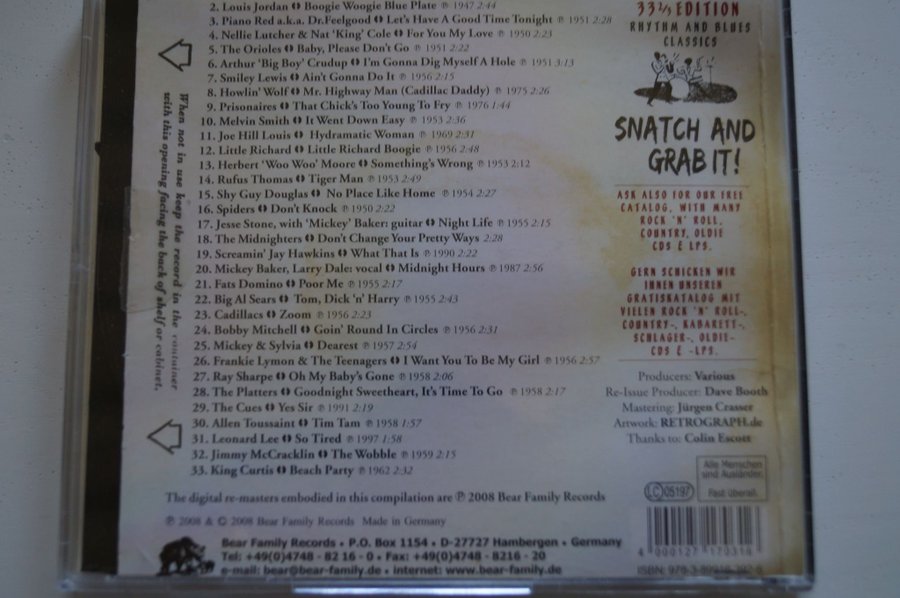 2. Louis Jordan Boogie Woogie Blue Plate ℗ 1947 2:44
3. Piano Red a.k.a. Dr.Feelgood Let's Have A Good Time Tonight ℗ 1951 2:28
4. Nellie Lutcher & Nat 'King' Cole For You My Love ℗ 1950 2:23
5. The Orioles Baby, Please Don't Go ℗ 1951 2:22
6. Arthur 'Big Boy' Crudup I'm Gonna Dig Myself A Hole ℗ 1951 3:13
7. Smiley Lewis Ain't Gonna Do It ℗ 1956 2:15
8. Howlin' Wolf Mr. Highway Man (Cadillac Daddy) ℗ 1975 2:26
9. Prisonaires That Chick's Too Young To Fry ℗ 1976 1:44
10. Melvin Smith It Went Down Easy ℗ 1953 2:36
11. Joe Hill Louis Hydramatic Woman ℗ 1969 2:31
12. Little Richard Little Richard Boogie ℗ 1956 2:48
13. Herbert 'Woo Woo' Moore Something's Wrong ℗ 1953 2:12
14. Rufus Thomas Tiger Man ℗ 1953 2:49
15. Shy Guy Douglas No Place Like Home ℗ 1954 2:27
16. Spiders Don't Knock ℗ 1950 2:22
17. Jesse Stone, with 'Mickey' Baker: guitar Night Life ℗ 1955 2:15
18. The Midnighters Don't Change Your Pretty Ways 2:28
19. Screamin' Jay Hawkins What That Is ℗ 1990 2:22
20. Mickey Baker, Larry Dale: vocal Midnight Hours ℗ 1987 2:56
21. Fats Domino Poor Me ℗ 1955 2:17
22. Big Al Sears Tom, Dick 'n' Harry ℗ 1955 2:43
23. Cadillacs Zoom ℗ 1956 2:23
24. Bobby Mitchell Goin' Round In Circles ℗ 1956 2:31
25. Mickey & Sylvia Dearest ℗ 1957 2:54
26. Frankie Lymon & The Teenagers I Want You To Be My Girl ℗ 1956 2:57
27. Ray Sharpe Oh My Baby's Gone ℗ 1958 2:06
28. The Platters Goodnight Sweetheart, It's Time To Go ℗ 1958 2:17
29. The Cues Yes Sir ℗ 1991 2:19
30. Allen Toussaint Tim Tam ℗ 1958 1:57
31. Leonard Lee So Tired ℗ 1997 1:58
32. Jimmy McCracklin The Wobble ℗ 1959 2:15
33. King Curtis Beach Party ℗ 1962 2:32
The digital re-masters embodied in this compilation are ℗ 2008 Bear Family Records
℗ 2008 & © 2008 Bear Family Records Made in Germany
Bear Family Records • P.O. Box 1154 • D-27727 Hambergen • Germany
Tel: +49(0)4748 - 82 16 - 0 • Fax: +49(0)4748 - 8216 - 20
e-mail: bear@bear-family.de • internet: www.bear-family.de
When not in use keep the record in the container
with this opening facing the back of shelf or cabinet.
33⅓ EDITION
RHYTHM AND BLUES
CLASSICS
SNATCH AND
GRAB IT!
ASK ALSO FOR OUR FREE
CATALOG, WITH MANY
ROCK 'N' ROLL,
COUNTRY, OLDIE
CDS & LPS.
GERN SCHICKEN WIR
IHNEN UNSEREN
GRATISKATALOG MIT
VIELEN ROCK 'N' ROLL-,
COUNTRY-, KABARETT-,
SCHLAGER-, OLDIE-
CDS & -LPS.
Producers: Various
Re-Issue Producer: Dave Booth
Mastering: Jürgen Crasser
Artwork: RETROGRAPH.de
Thanks to: Colin Escott
Alle Menschen
sind Ausländer.
Fast überall.
LC 05197
4 000127 170316
ISBN: 978-3-89916-392-6